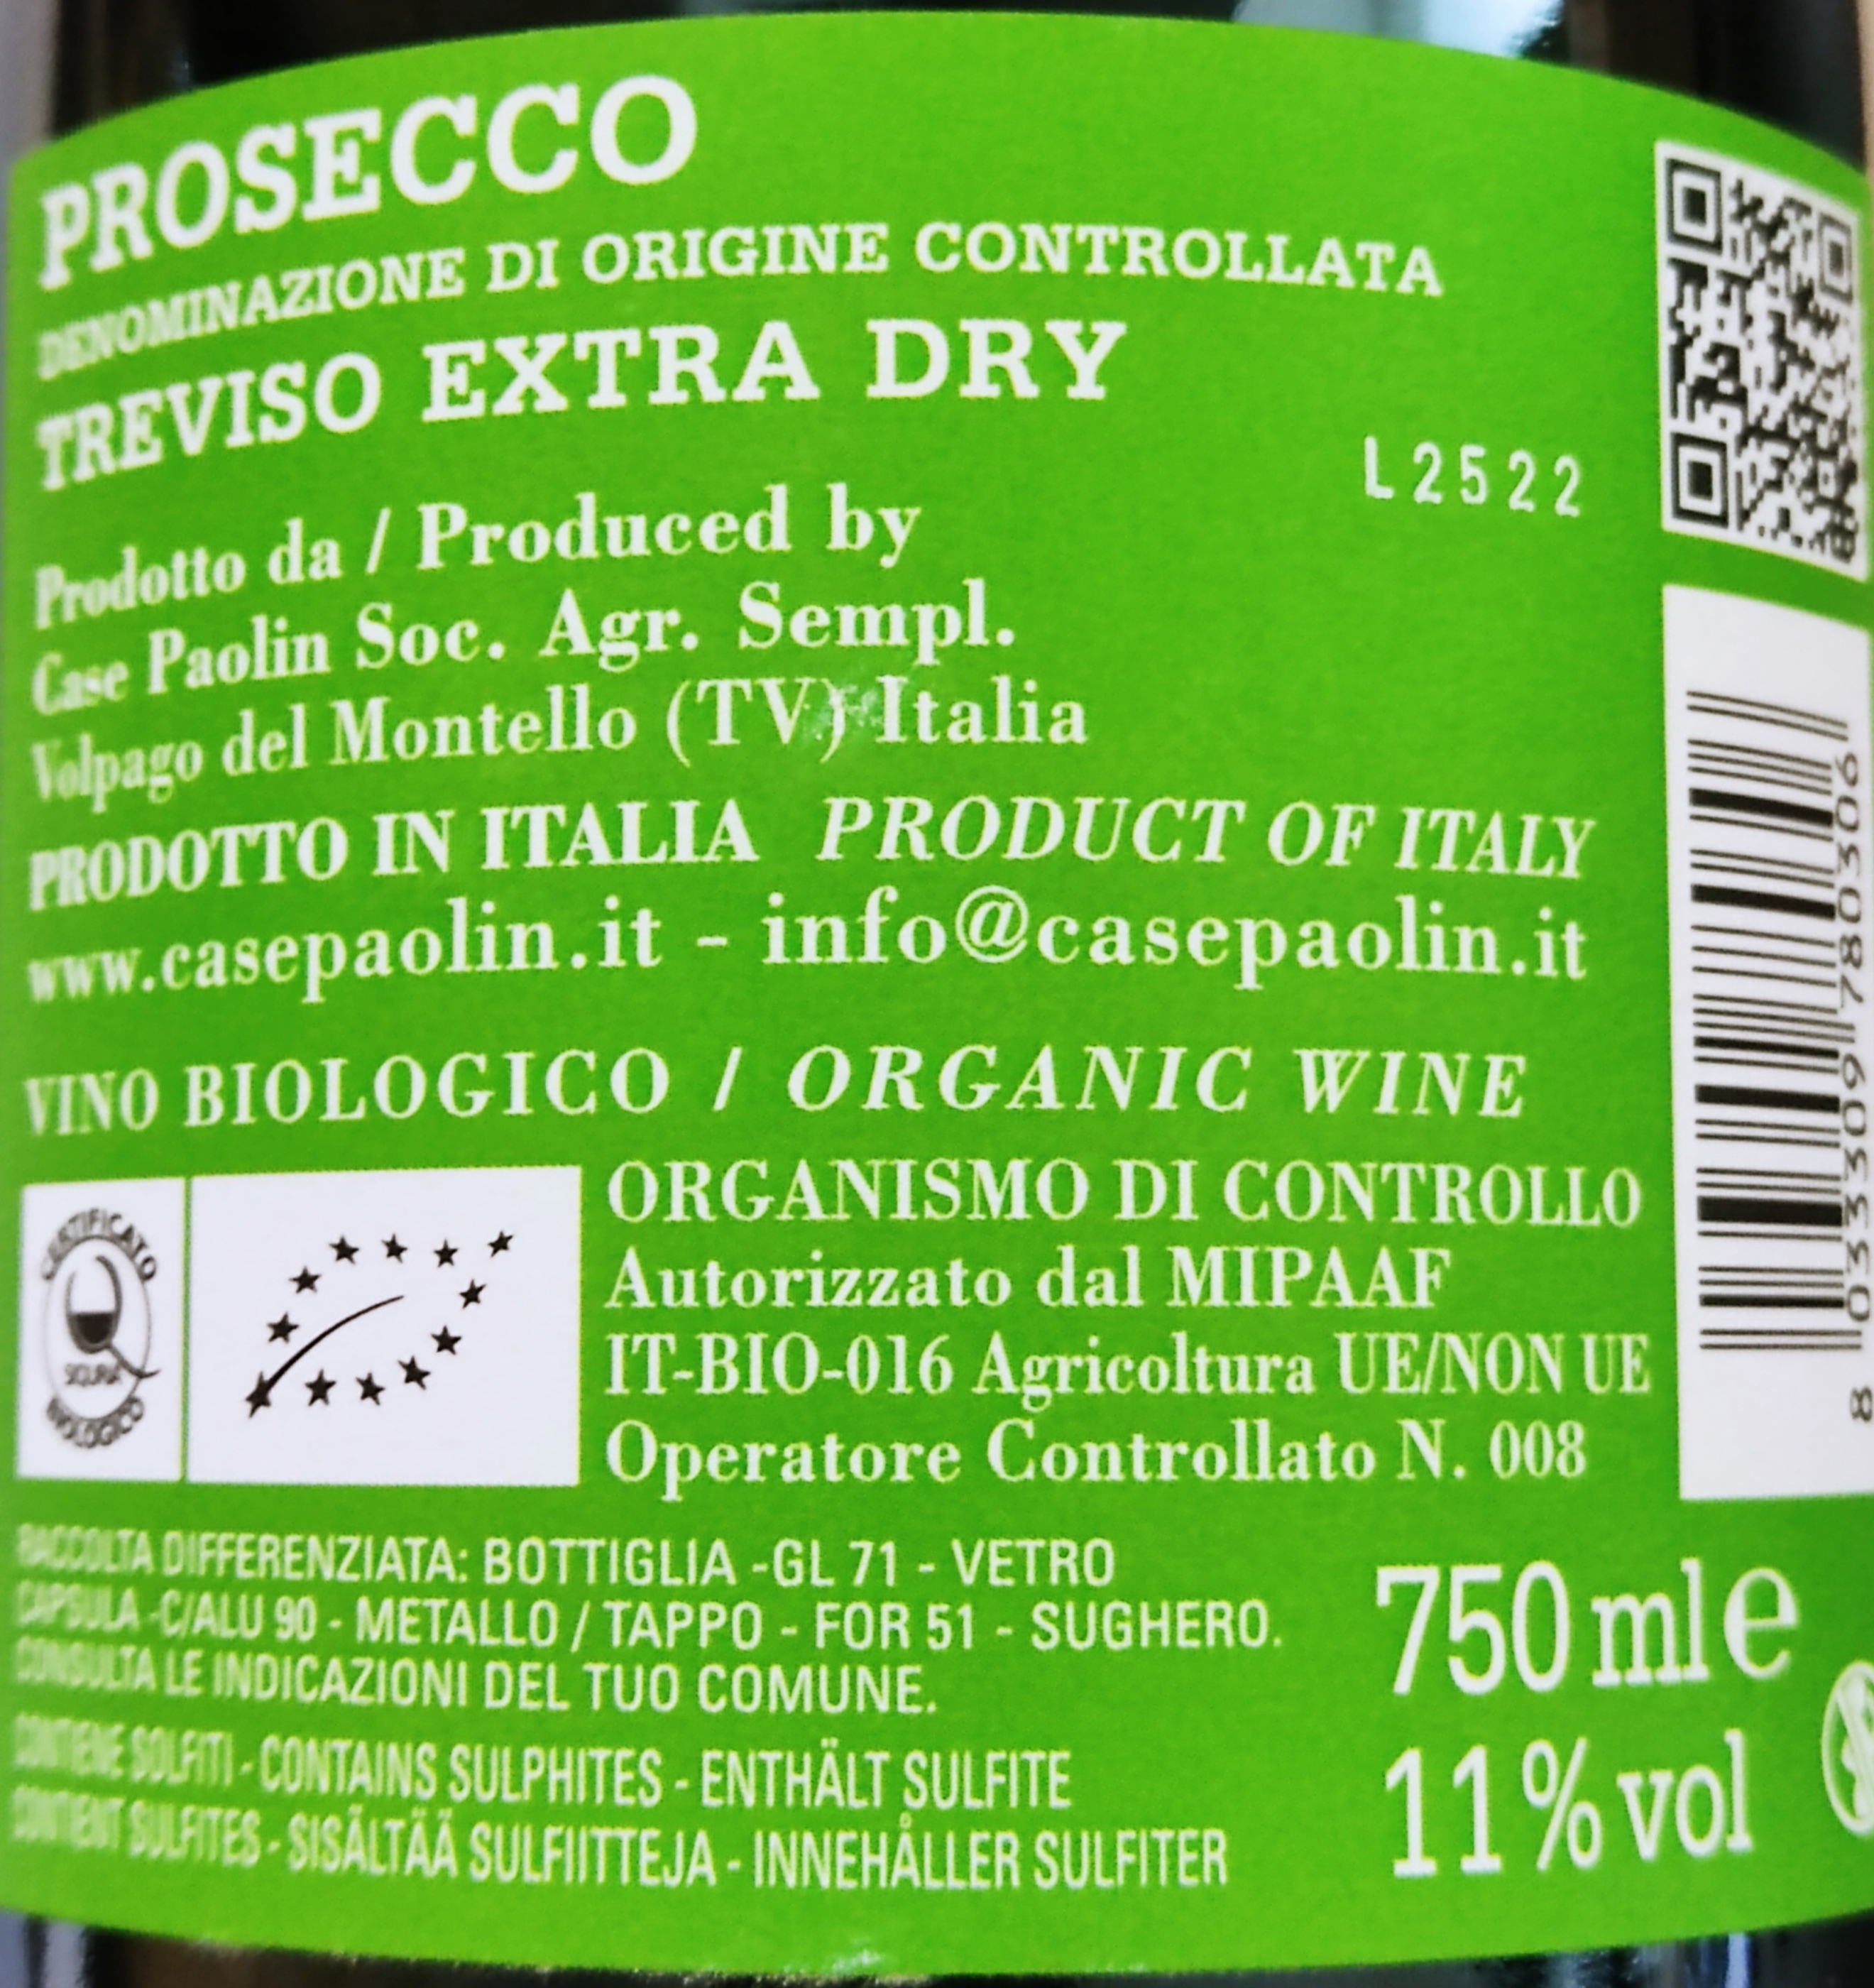 PROSECCO
DENOMINAZIONE DI ORIGINE CONTROLLATA
TREVISO EXTRA DRY
L2522
Prodotto da / Produced by
Case Paolin Soc. Agr. Sempl.
Volpago del Montello (TV) Italia
PRODOTTO IN ITALIA PRODUCT OF ITALY
www.casepaolin.it - info@casepaolin.it
VINO BIOLOGICO / ORGANIC WINE
CERTIFICATO
SIQURIA
BIOLOGICO
ORGANISMO DI CONTROLLO
Autorizzato dal MIPAAF
IT-BIO-016 Agricoltura UE/NON UE
Operatore Controllato N. 008
8 033309 780306
RACCOLTA DIFFERENZIATA: BOTTIGLIA -GL 71 - VETRO
CAPSULA -C/ALU 90 - METALLO / TAPPO - FOR 51 - SUGHERO.
CONSULTA LE INDICAZIONI DEL TUO COMUNE.
CONTIENE SOLFITI - CONTAINS SULPHITES - ENTHÄLT SULFITE
CONTIENT SULFITES - SISÄLTÄÄ SULFIITTEJA - INNEHÅLLER SULFITER
750 ml e
11% vol